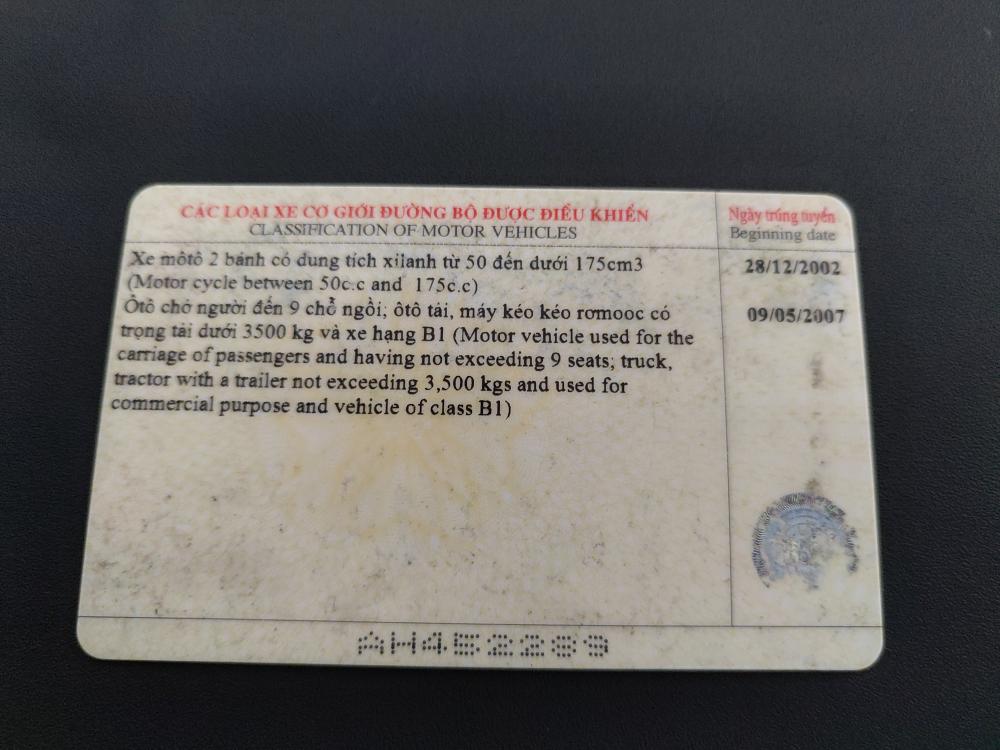 CÁC LOẠI XE CƠ GIỚI ĐƯỜNG BỘ ĐƯỢC ĐIỀU KHIỂN
CLASSIFICATION OF MOTOR VEHICLES
Ngày trúng tuyển
Beginning date
Xe môtô 2 bánh có dung tích xilanh từ 50 đến dưới 175cm3
(Motor cycle between 50c.c and 175c.c)
28/12/2002
Ôtô chở người đến 9 chỗ ngồi; ôtô tải, máy kéo kéo rơmooc có
trọng tải dưới 3500 kg và xe hạng B1 (Motor vehicle used for the
carriage of passengers and having not exceeding 9 seats; truck,
tractor with a trailer not exceeding 3,500 kgs and used for
commercial purpose and vehicle of class B1)
09/05/2007
AH452289